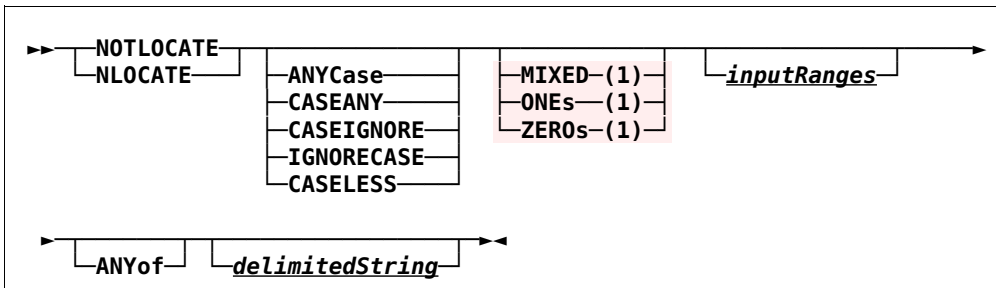 NOTLOCATE
NLOCATE
ANYCase
MIXED (1)
inputRanges
CASEANY
ONEs (1)
CASEIGNORE
ZEROs (1)
IGNORECASE
CASELESS
ANYof
delimitedString